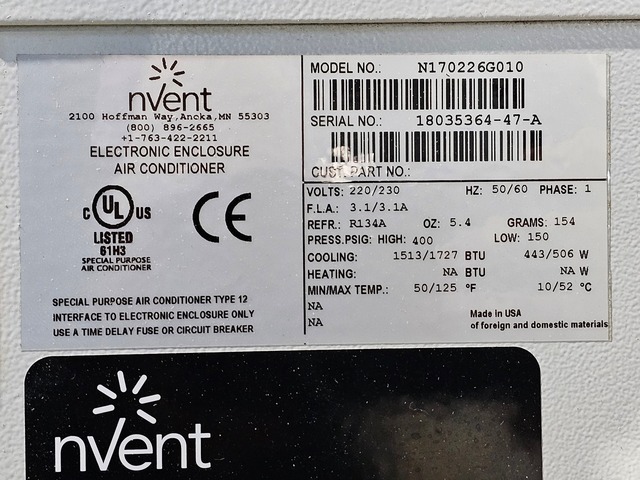 nVent
2100 Hoffman Way, Anoka, MN 55303
(800) 896-2665
+1-763-422-2211
ELECTRONIC ENCLOSURE
AIR CONDITIONER
C UL US
LISTED
61H3
SPECIAL PURPOSE
AIR CONDITIONER
CE
SPECIAL PURPOSE AIR CONDITIONER TYPE 12
INTERFACE TO ELECTRONIC ENCLOSURE ONLY
USE A TIME DELAY FUSE OR CIRCUIT BREAKER
MODEL NO.: N170226G010
SERIAL NO.: 18035364-47-A
CUST.PART NO.:
VOLTS: 220/230 HZ: 50/60 PHASE: 1
F.L.A.: 3.1/3.1A
REFR.: R134A OZ: 5.4 GRAMS: 154
PRESS.PSIG: HIGH: 400 LOW: 150
COOLING: 1513/1727 BTU 443/506 W
HEATING: NA BTU NA W
MIN/MAX TEMP.: 50/125 °F 10/52 °C
NA
NA
Made in USA
of foreign and domestic materials
nVent